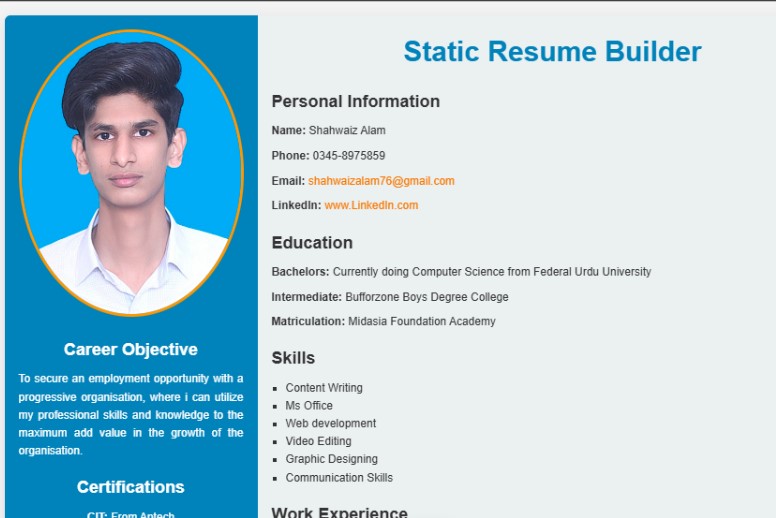 Static Resume Builder
Personal Information
Name: Shahwaiz Alam
Phone: 0345-8975859
Email: shahwaizalam76@gmail.com
LinkedIn: www.LinkedIn.com
Education
Bachelors: Currently doing Computer Science from Federal Urdu University
Intermediate: Bufforzone Boys Degree College
Matriculation: Midasia Foundation Academy
Skills
Content Writing
Ms Office
Web development
Video Editing
Graphic Designing
Communication Skills
Work Experience
Career Objective
To secure an employment opportunity with a
progressive organisation, where i can utilize
my professional skills and knowledge to the
maximum add value in the growth of the
organisation.
Certifications
CIT: From Aptech